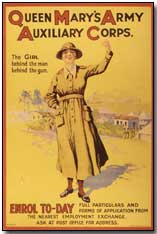 QUEEN MARY'S ARMY
AUXILIARY CORPS.
The GIRL
behind the man
behind the gun.
ENROL TO-DAY
FULL PARTICULARS AND
FORMS OF APPLICATION FROM
THE NEAREST EMPLOYMENT EXCHANGE.
ASK AT POST OFFICE FOR ADDRESS.